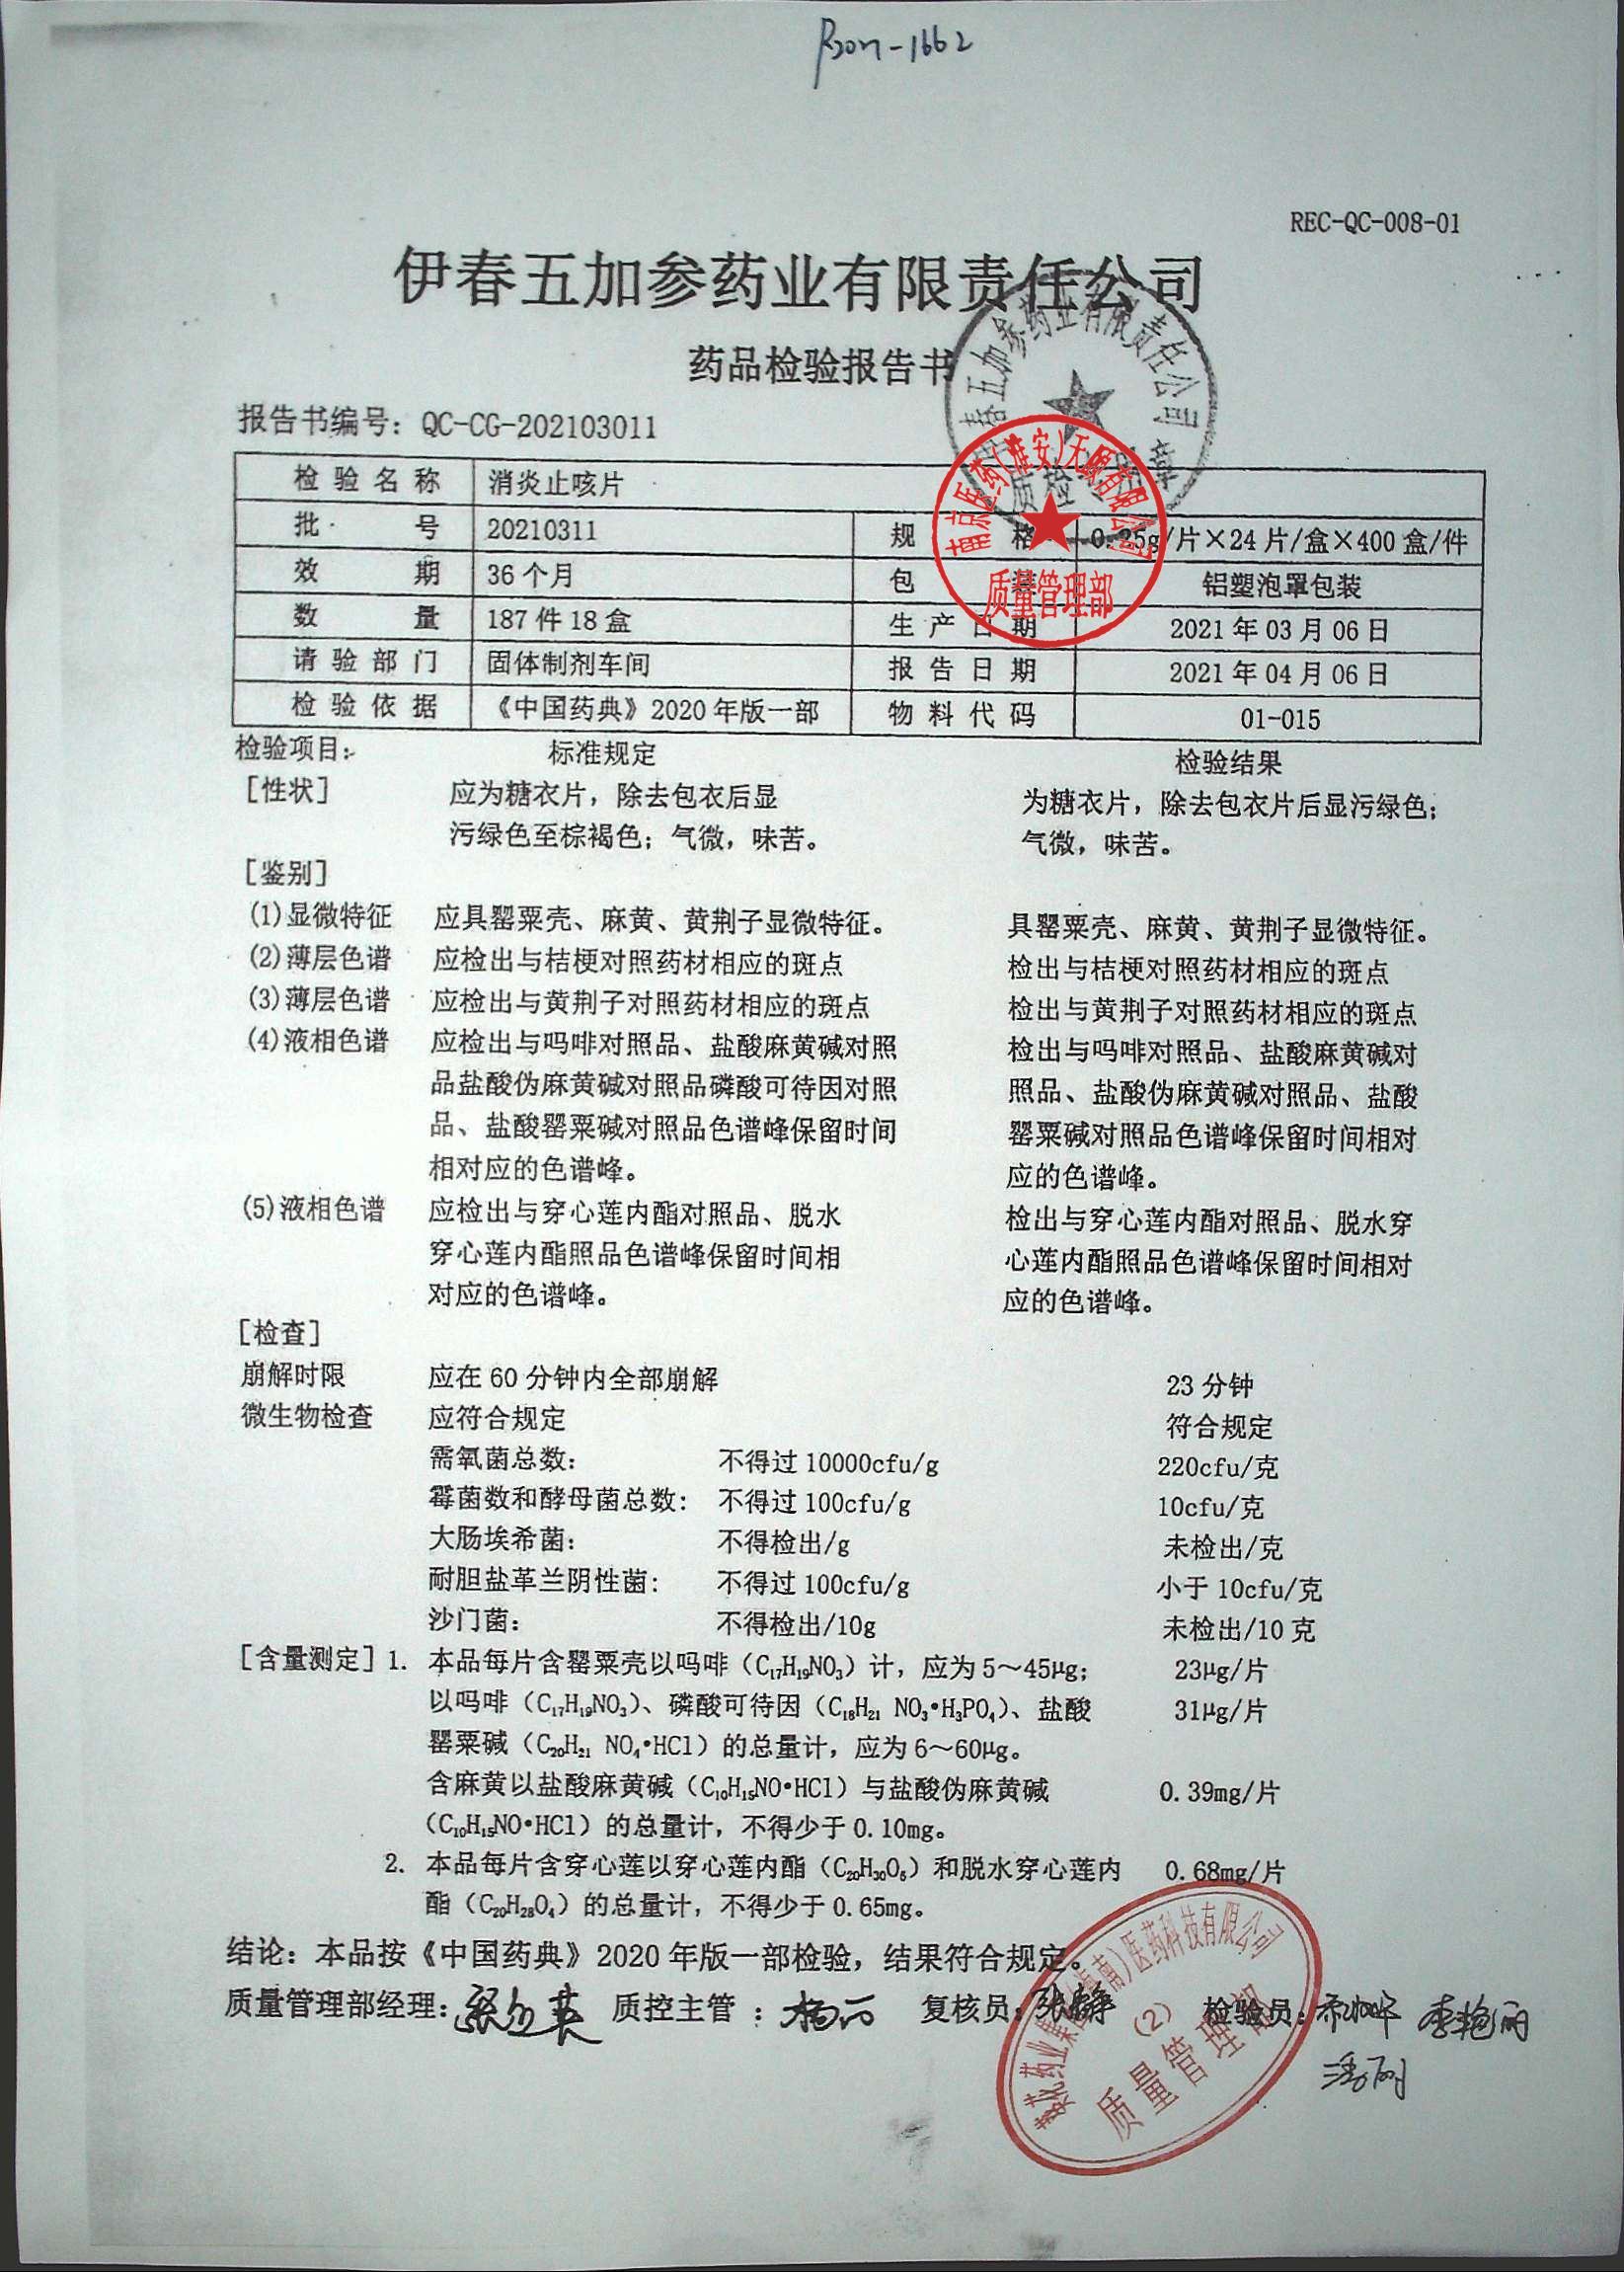 REC-QC-008-01
伊春五加参药业有限责任公司
药品检验报告书
报告书编号：QC-CG-202103011
检验名称 消炎止咳片
批号 20210311 规格 0.25g/片×24片/盒×400盒/件
效期 36个月 包装 铝塑泡罩包装
数量 187件18盒 生产日期 2021年03月06日
请验部门 固体制剂车间 报告日期 2021年04月06日
检验依据 《中国药典》2020年版一部 物料代码 01-015
检验项目： 标准规定 检验结果
[性状] 应为糖衣片，除去包衣后显 为糖衣片，除去包衣片后显污绿色；
污绿色至棕褐色；气微，味苦。 气微，味苦。
[鉴别]
(1)显微特征 应具罂粟壳、麻黄、黄荆子显微特征。 具罂粟壳、麻黄、黄荆子显微特征。
(2)薄层色谱 应检出与桔梗对照药材相应的斑点 检出与桔梗对照药材相应的斑点
(3)薄层色谱 应检出与黄荆子对照药材相应的斑点 检出与黄荆子对照药材相应的斑点
(4)液相色谱 应检出与吗啡对照品、盐酸麻黄碱对照 检出与吗啡对照品、盐酸麻黄碱对
品盐酸伪麻黄碱对照品磷酸可待因对照 照品、盐酸伪麻黄碱对照品、盐酸
品、盐酸罂粟碱对照品色谱峰保留时间 罂粟碱对照品色谱峰保留时间相对
相对应的色谱峰。 应的色谱峰。
(5)液相色谱 应检出与穿心莲内酯对照品、脱水 检出与穿心莲内酯对照品、脱水穿
穿心莲内酯照品色谱峰保留时间相 心莲内酯照品色谱峰保留时间相对
对应的色谱峰。 应的色谱峰。
[检查]
崩解时限 应在60分钟内全部崩解 23分钟
微生物检查 应符合规定 符合规定
需氧菌总数： 不得过10000cfu/g 220cfu/克
霉菌数和酵母菌总数： 不得过100cfu/g 10cfu/克
大肠埃希菌： 不得检出/g 未检出/克
耐胆盐革兰阴性菌： 不得过100cfu/g 小于10cfu/克
沙门菌： 不得检出/10g 未检出/10克
[含量测定] 1. 本品每片含罂粟壳以吗啡（C₁₇H₁₉NO₃）计，应为5～45μg； 23μg/片
以吗啡（C₁₇H₁₉NO₃）、磷酸可待因（C₁₈H₂₁ NO₃•H₃PO₄）、盐酸 31μg/片
罂粟碱（C₂₀H₂₁ NO₄•HCl）的总量计，应为6～60μg。
含麻黄以盐酸麻黄碱（C₁₀H₁₅NO•HCl）与盐酸伪麻黄碱 0.39mg/片
（C₁₀H₁₅NO•HCl）的总量计，不得少于0.10mg。
2. 本品每片含穿心莲以穿心莲内酯（C₂₀H₃₀O₅）和脱水穿心莲内 0.68mg/片
酯（C₂₀H₂₈O₄）的总量计，不得少于0.65mg。
结论：本品按《中国药典》2020年版一部检验，结果符合规定。
质量管理部经理： 质控主管： 杨丽 复核员：张静 检验员： 李艳丽
潘丽
南京医药（淮安）天颐有限公司
质量管理部
医药科技有限公司
（2）
质量管理部